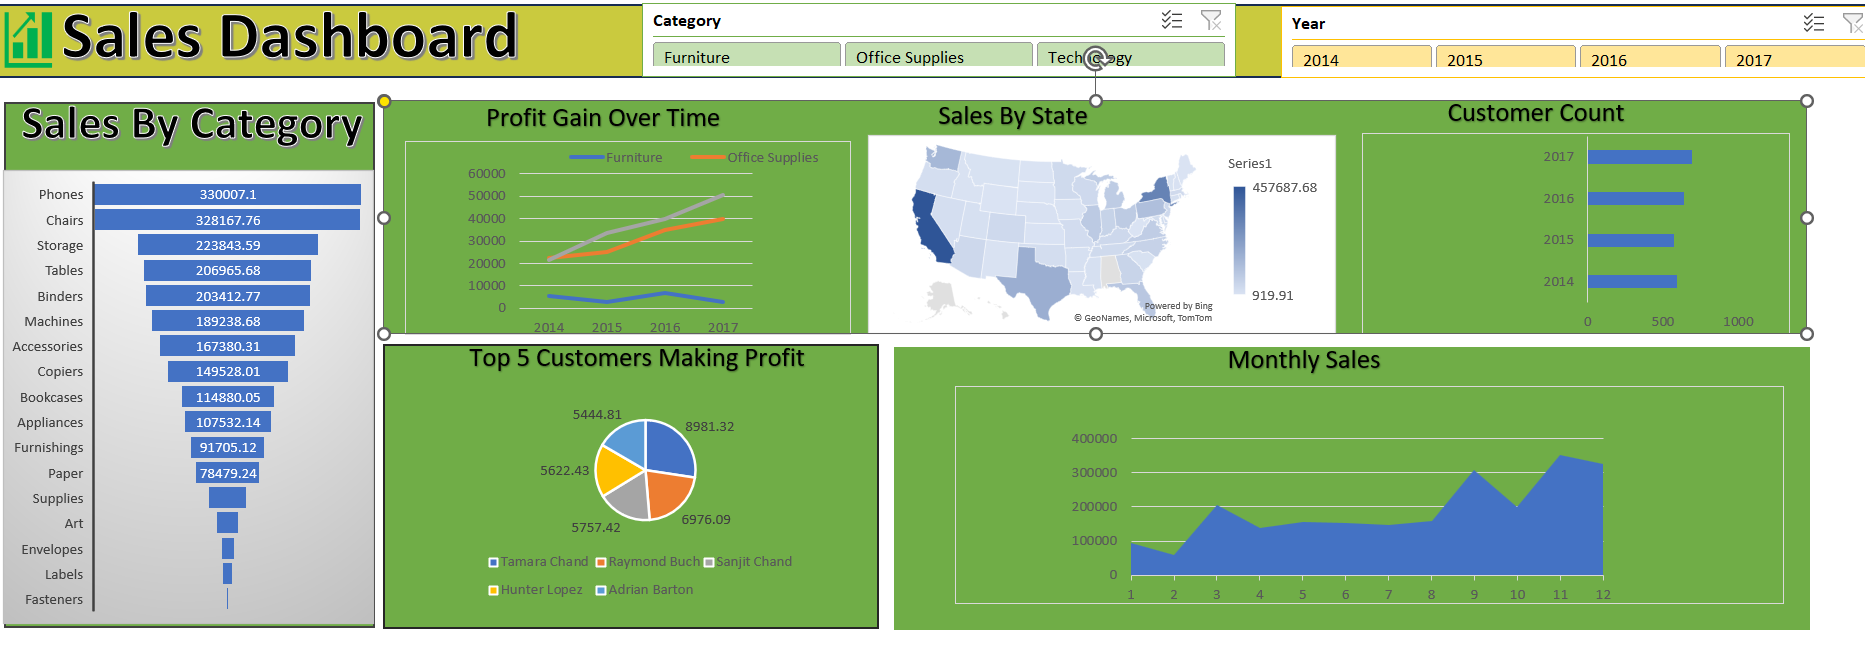 Sales Dashboard
Category
Furniture
Office Supplies
Technology
Year
2014
2015
2016
2017
Sales By Category
Phones 330007.1
Chairs 328167.76
Storage 223843.59
Tables 206965.68
Binders 203412.77
Machines 189238.68
Accessories 167380.31
Copiers 149528.01
Bookcases 114880.05
Appliances 107532.14
Furnishings 91705.12
Paper 78479.24
Supplies
Art
Envelopes
Labels
Fasteners
Profit Gain Over Time
Furniture Office Supplies
60000
50000
40000
30000
20000
10000
0
2014 2015 2016 2017
Sales By State
Series1
457687.68
919.91
Powered by Bing
© GeoNames, Microsoft, TomTom
Customer Count
2017
2016
2015
2014
0 500 1000
Top 5 Customers Making Profit
5444.81
8981.32
5622.43
6976.09
5757.42
Tamara Chand Raymond Buch Sanjit Chand
Hunter Lopez Adrian Barton
Monthly Sales
400000
300000
200000
100000
0
1 2 3 4 5 6 7 8 9 10 11 12